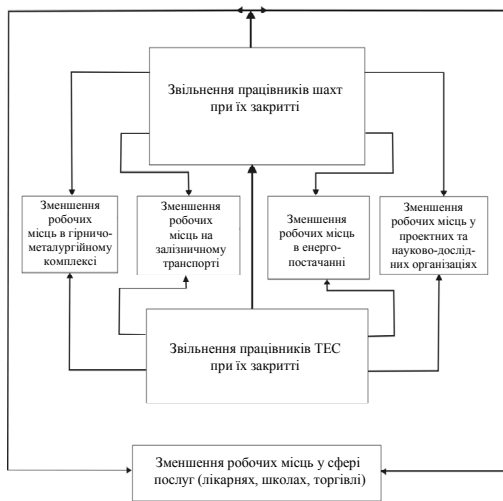 Звільнення працівників шахт
при їх закритті
Зменшення
робочих
місць в гірничо-
металургійному
комплексі
Зменшення
робочих
місць на
залізничному
транспорті
Зменшення
робочих
місць
в енерго-
постачанні
Зменшення
робочих місць у
проектних та
науково-дослід-
них організаціях
Звільнення працівників ТЕС
при їх закритті
Зменшення робочих місць у сфері
послуг (лікарнях, школах, торгівлі)